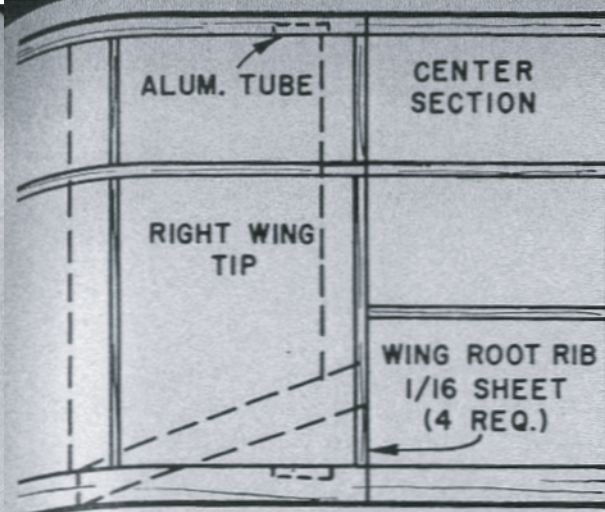 ALUM. TUBE
CENTER
SECTION
RIGHT WING
TIP
WING ROOT RIB
1/16 SHEET
(4 REQ.)